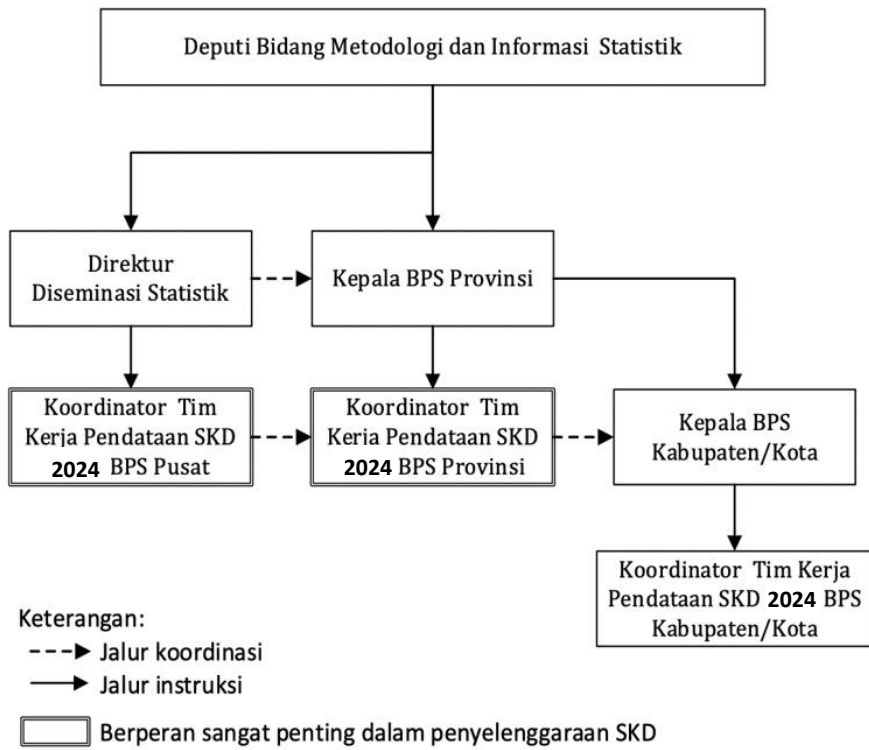 Deputi Bidang Metodologi dan Informasi Statistik
Direktur
Diseminasi Statistik
Kepala BPS Provinsi
Koordinator Tim
Kerja Pendataan SKD
2024 BPS Pusat
Koordinator Tim
Kerja Pendataan SKD
2024 BPS Provinsi
Kepala BPS
Kabupaten/Kota
Koordinator Tim Kerja
Pendataan SKD 2024 BPS
Kabupaten/Kota
Keterangan:
Jalur koordinasi
Jalur instruksi
Berperan sangat penting dalam penyelenggaraan SKD